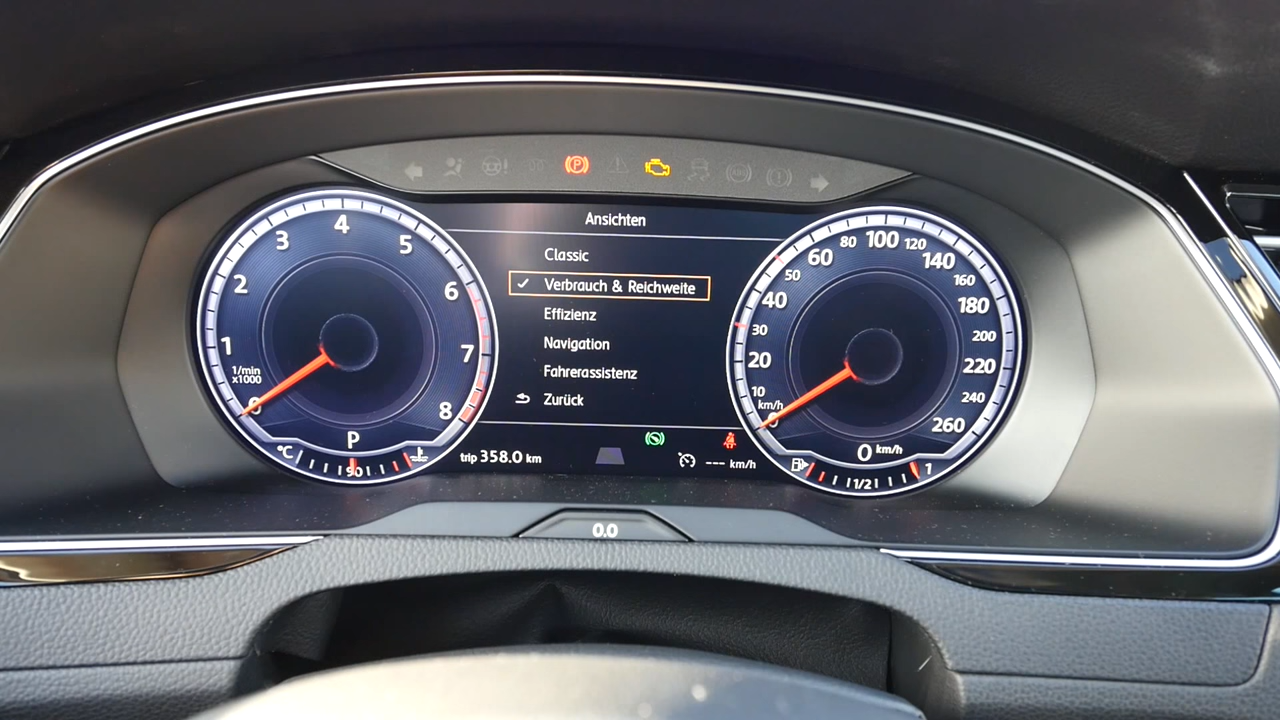 Ansichten
Classic
Verbrauch & Reichweite
Effizienz
Navigation
Fahrerassistenz
Zurück
0
1
2
3
4
5
6
7
8
1/min
x1000
P
°C
90
trip 358.0 km
--- km/h
0
10
20
30
40
50
60
80
100
120
140
160
180
200
220
240
260
km/h
0 km/h
1/2
1
0.0